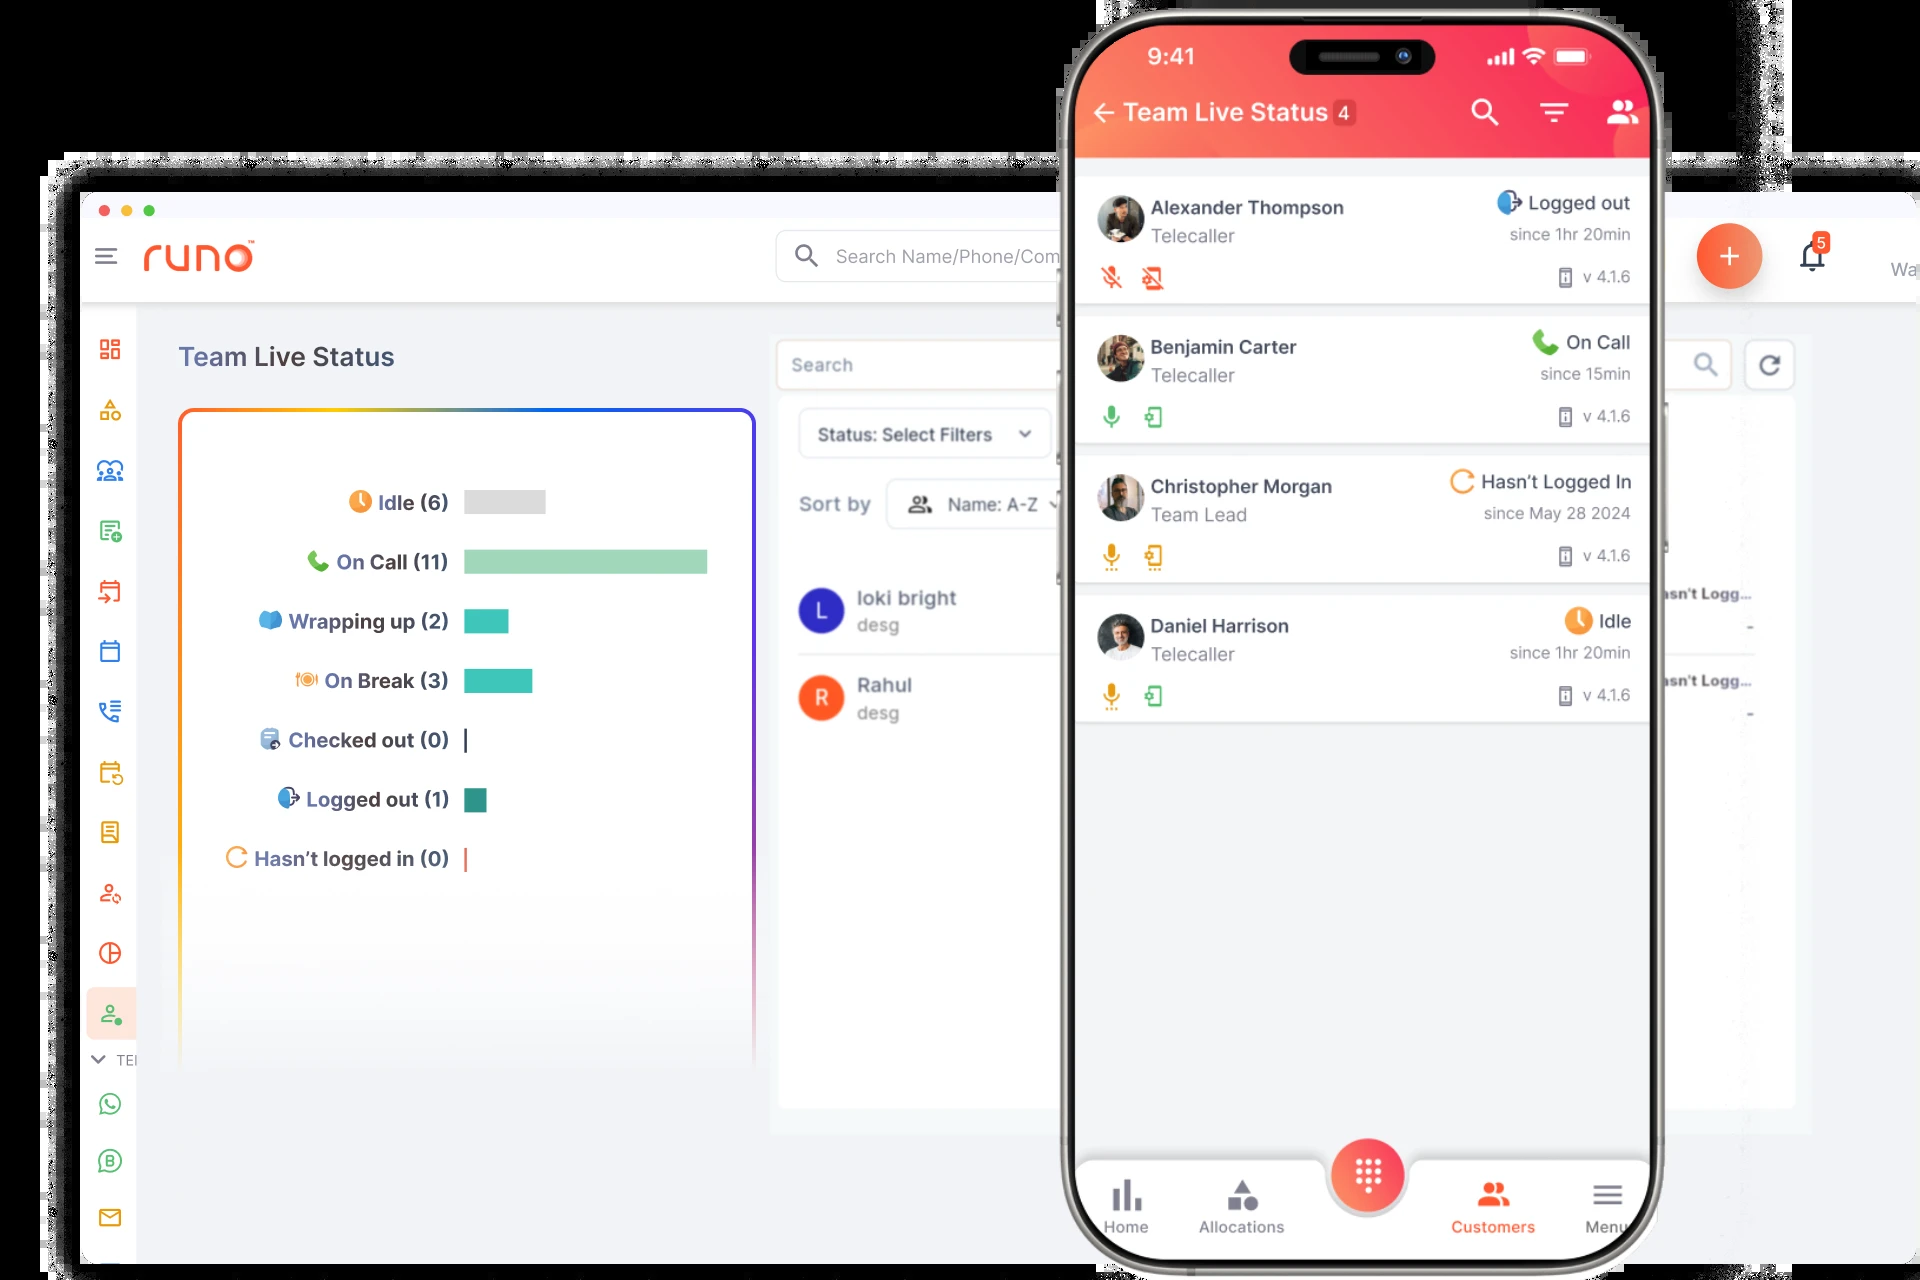 runo™
Search Name/Phone/Com
5
Wa
Team Live Status
Idle (6)
On Call (11)
Wrapping up (2)
On Break (3)
Checked out (0)
Logged out (1)
Hasn't logged in (0)
TE
B
Search
Status: Select Filters
Sort by
Name: A-Z
L
loki bright
desg
asn't Logg...
-
R
Rahul
desg
asn't Logg...
-
9:41
Team Live Status 4
Alexander Thompson
Logged out
Telecaller
since 1hr 20min
v 4.1.6
Benjamin Carter
On Call
Telecaller
since 15min
v 4.1.6
Christopher Morgan
Hasn't Logged In
Team Lead
since May 28 2024
v 4.1.6
Daniel Harrison
Idle
Telecaller
since 1hr 20min
v 4.1.6
Home
Allocations
Customers
Menu